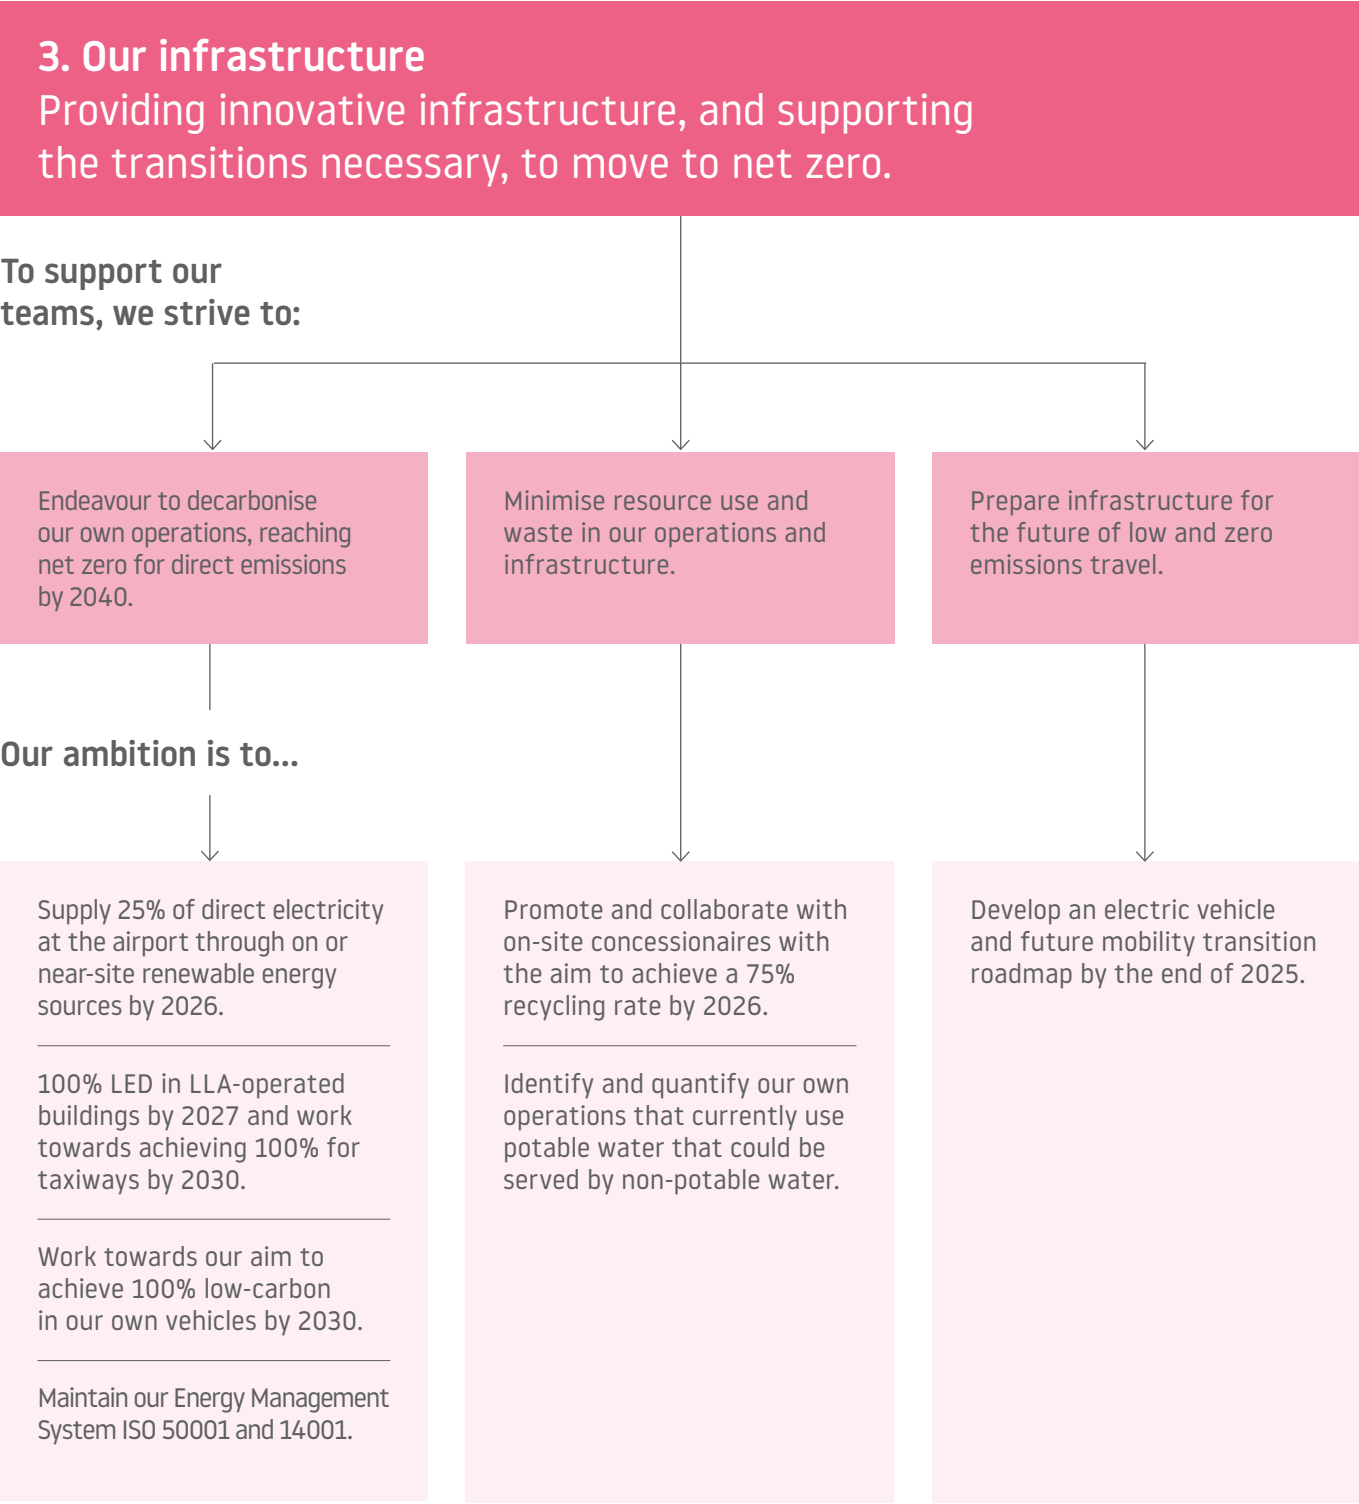 3. Our infrastructure
Providing innovative infrastructure, and supporting
the transitions necessary, to move to net zero.
To support our
teams, we strive to:
Endeavour to decarbonise
our own operations, reaching
net zero for direct emissions
by 2040.
Minimise resource use and
waste in our operations and
infrastructure.
Prepare infrastructure for
the future of low and zero
emissions travel.
Our ambition is to...
Supply 25% of direct electricity
at the airport through on or
near-site renewable energy
sources by 2026.
100% LED in LLA-operated
buildings by 2027 and work
towards achieving 100% for
taxiways by 2030.
Work towards our aim to
achieve 100% low-carbon
in our own vehicles by 2030.
Maintain our Energy Management
System ISO 50001 and 14001.
Promote and collaborate with
on-site concessionaires with
the aim to achieve a 75%
recycling rate by 2026.
Identify and quantify our own
operations that currently use
potable water that could be
served by non-potable water.
Develop an electric vehicle
and future mobility transition
roadmap by the end of 2025.